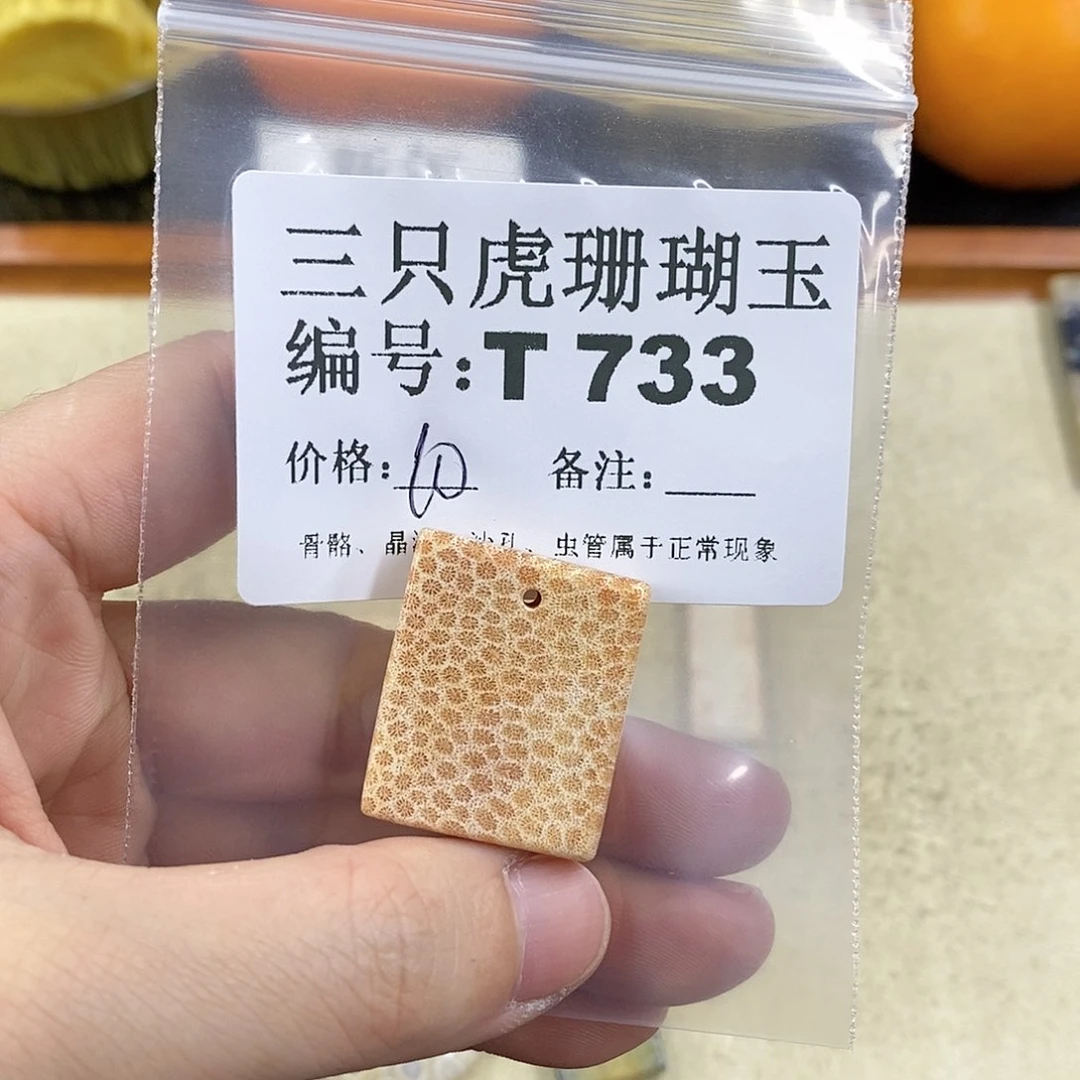 三只虎珊瑚玉
编号:T 733
价格: 备注:
骨骼、晶 、虫管属于正常现象